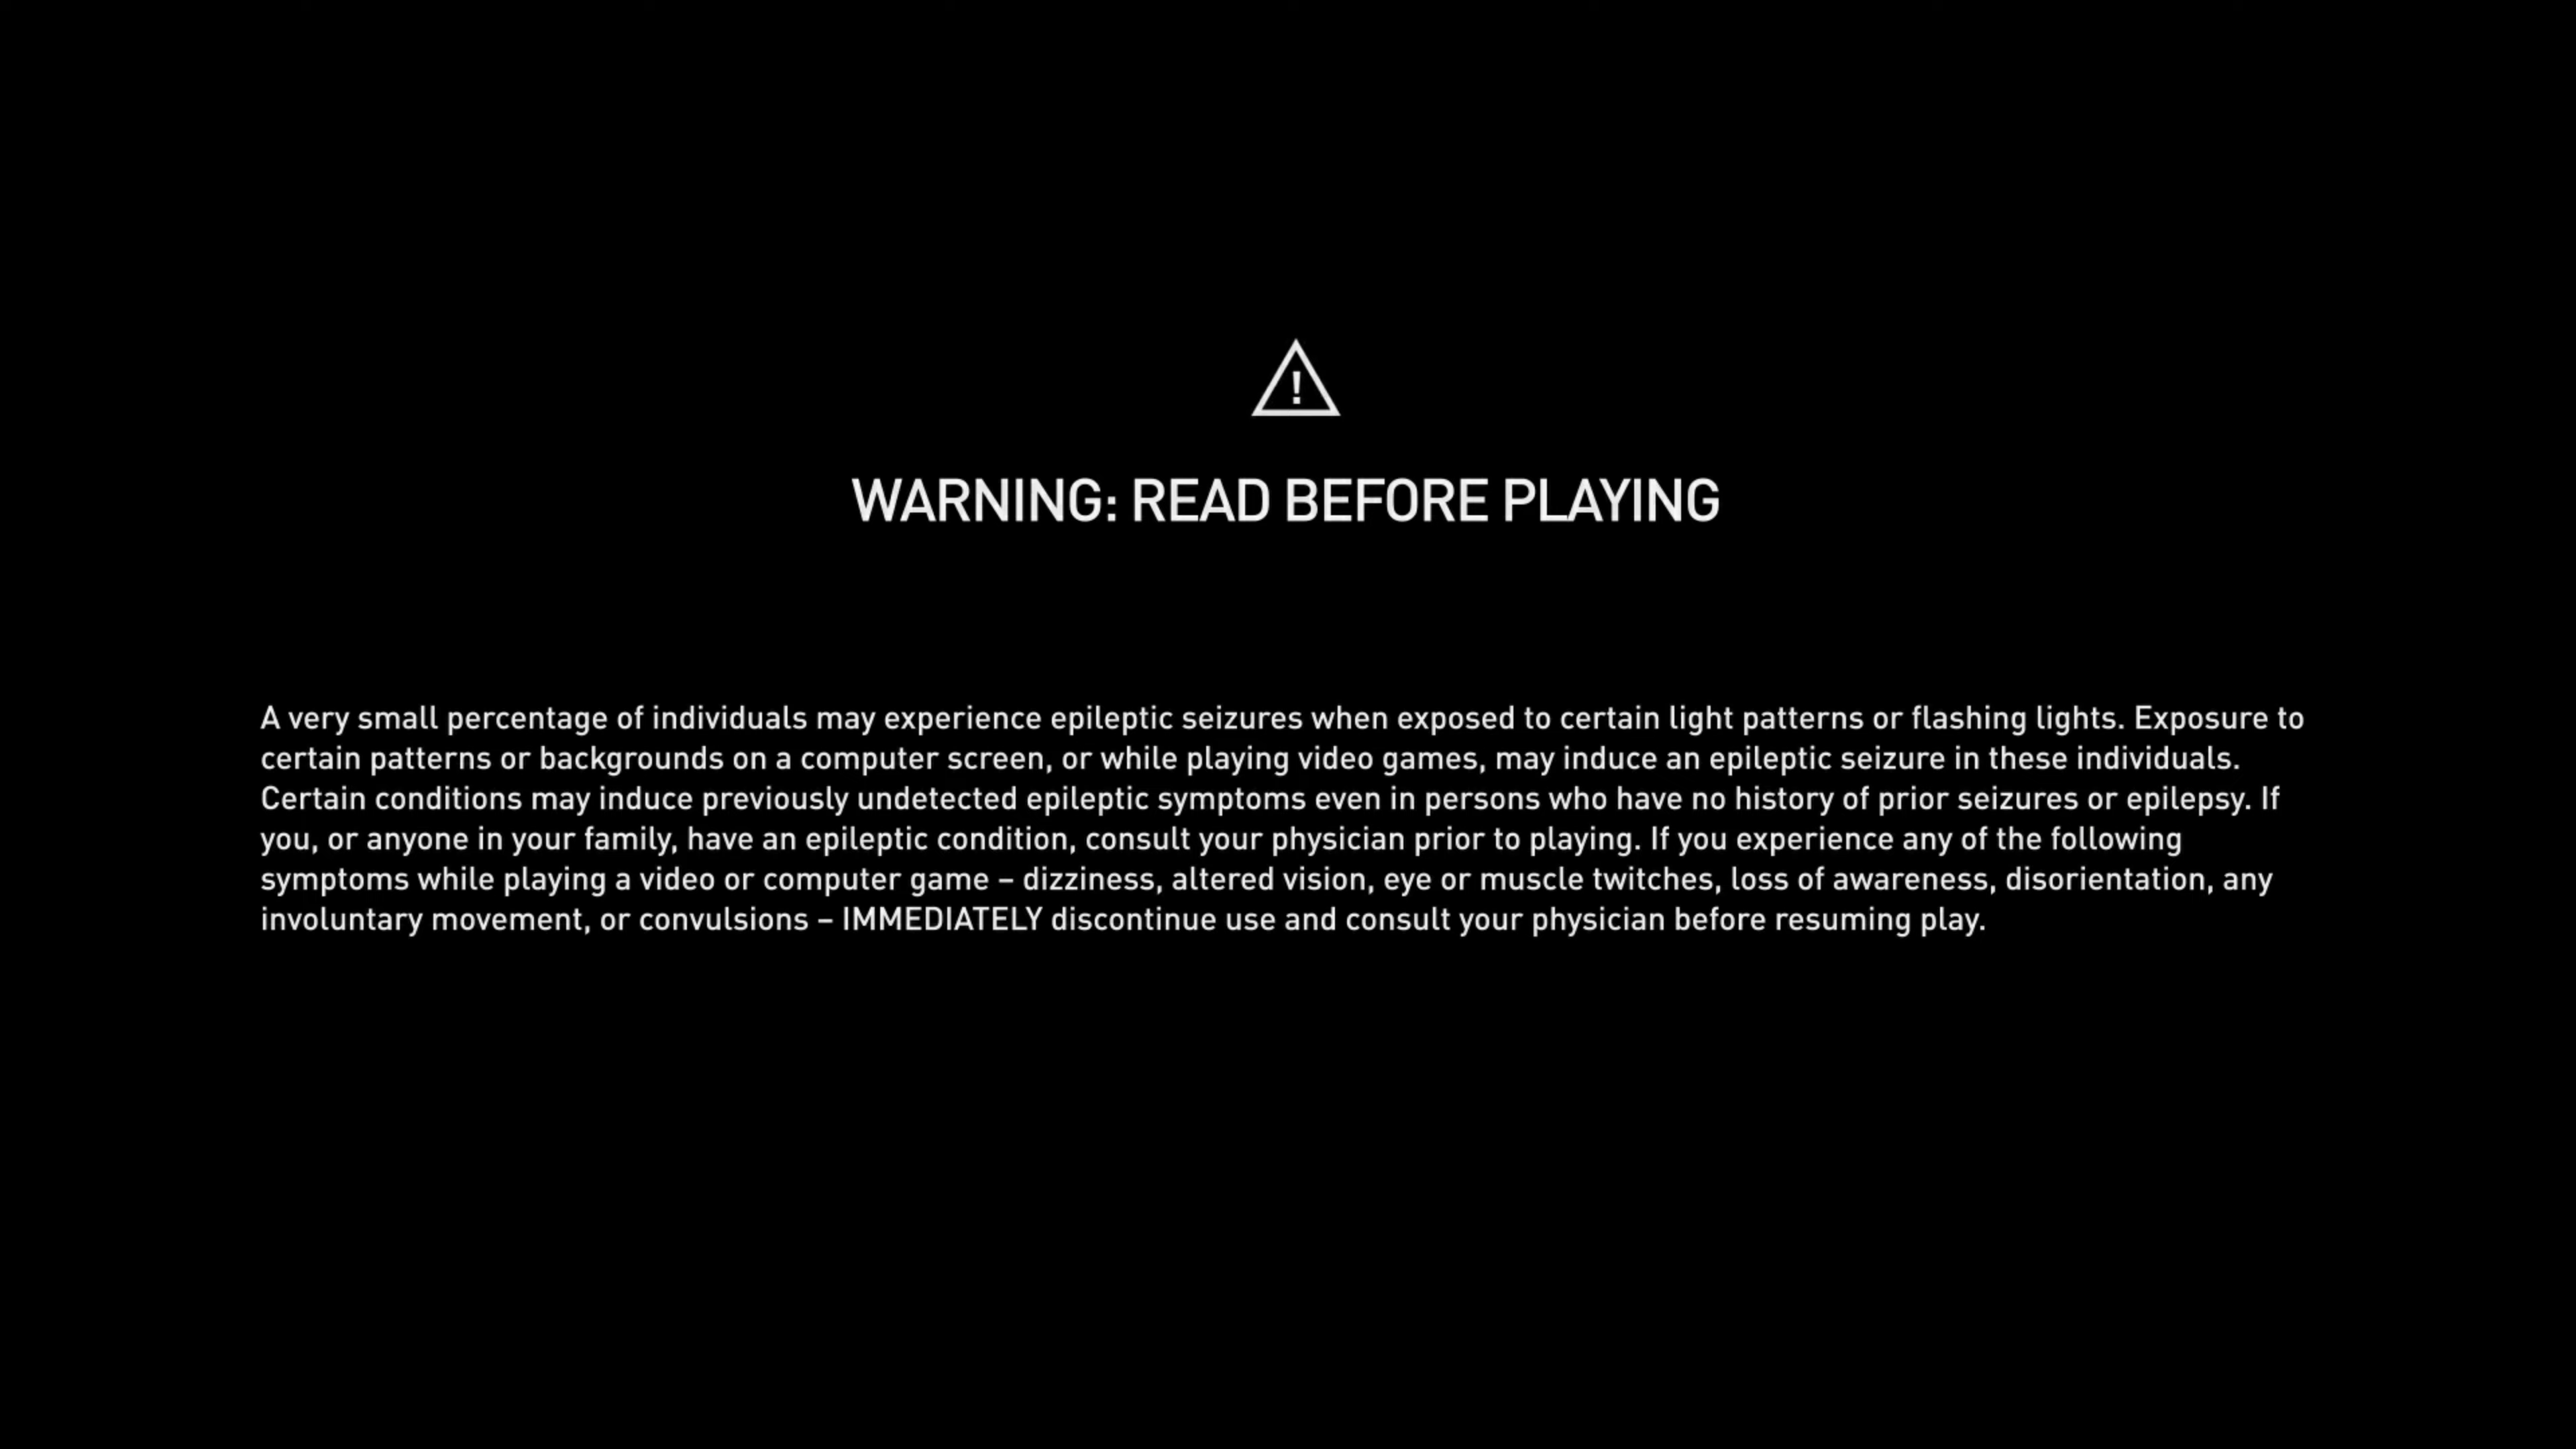 !
WARNING: READ BEFORE PLAYING
A very small percentage of individuals may experience epileptic seizures when exposed to certain light patterns or flashing lights. Exposure to
certain patterns or backgrounds on a computer screen, or while playing video games, may induce an epileptic seizure in these individuals.
Certain conditions may induce previously undetected epileptic symptoms even in persons who have no history of prior seizures or epilepsy. If
you, or anyone in your family, have an epileptic condition, consult your physician prior to playing. If you experience any of the following
symptoms while playing a video or computer game – dizziness, altered vision, eye or muscle twitches, loss of awareness, disorientation, any
involuntary movement, or convulsions – IMMEDIATELY discontinue use and consult your physician before resuming play.